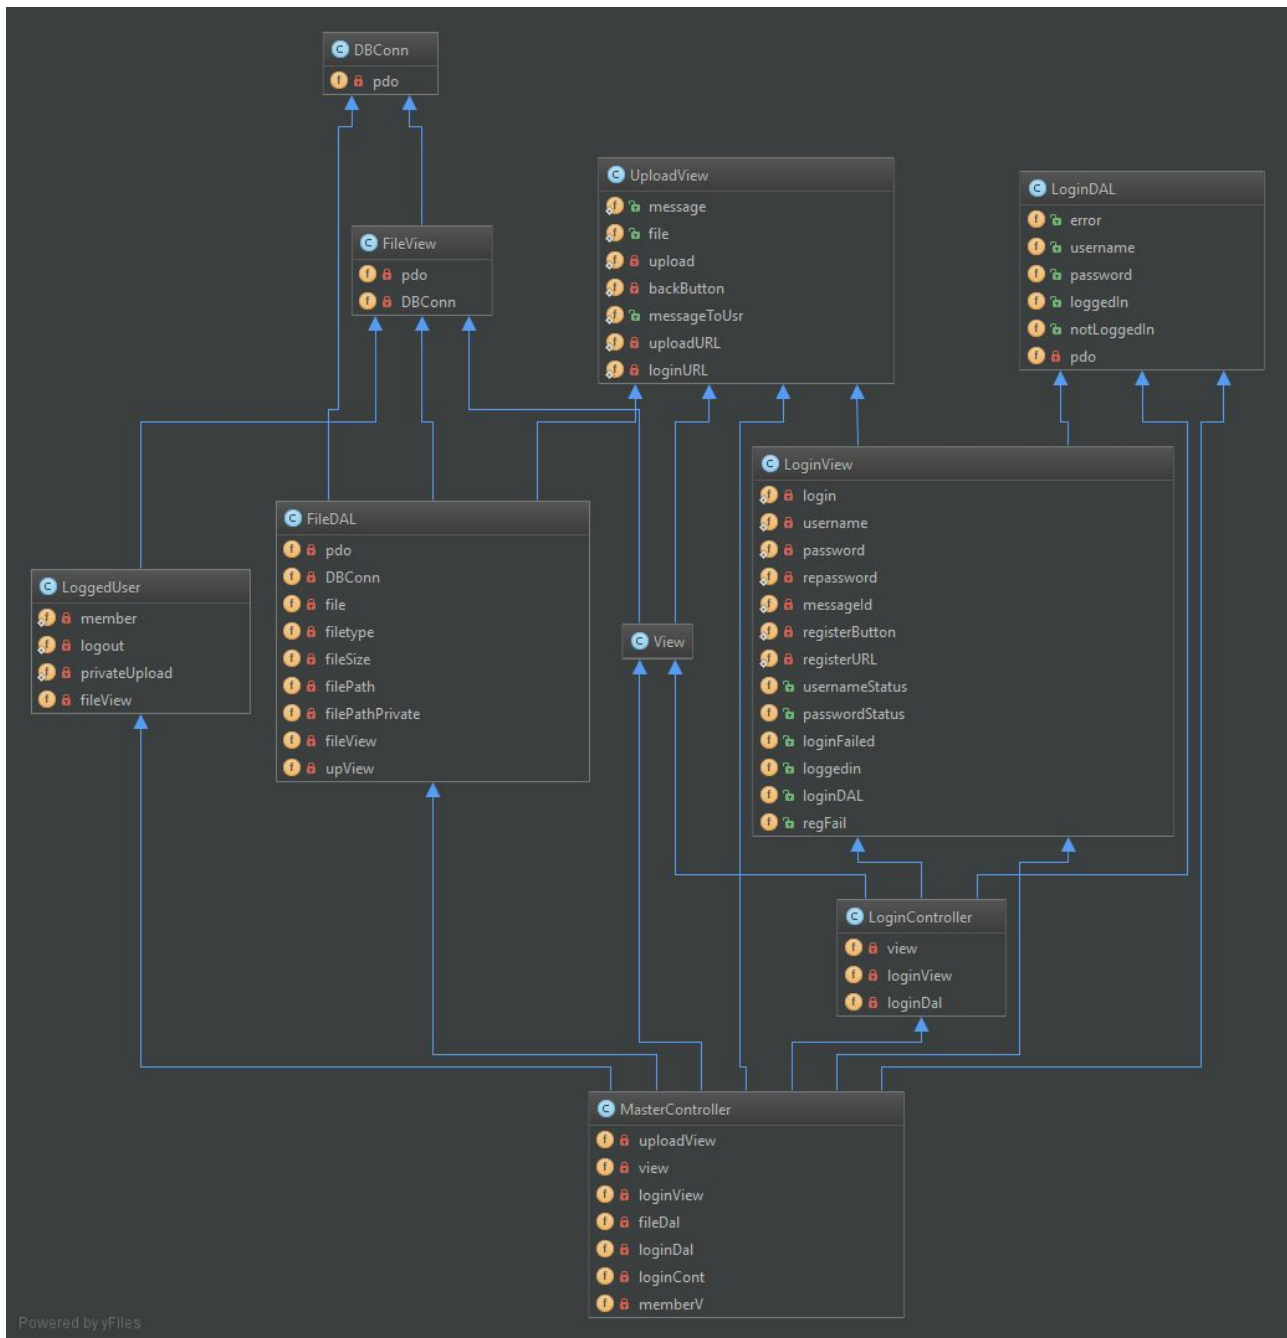 DBConn
pdo
UploadView
message
file
upload
backButton
messageToUsr
uploadURL
loginURL
LoginDAL
error
username
password
loggedIn
notLoggedIn
pdo
FileView
pdo
DBConn
LoginView
login
username
password
repassword
messageId
registerButton
registerURL
usernameStatus
passwordStatus
loginFailed
loggedin
loginDAL
regFail
FileDAL
pdo
DBConn
file
filetype
fileSize
filePath
filePathPrivate
fileView
upView
LoggedUser
member
logout
privateUpload
fileView
View
LoginController
view
loginView
loginDal
MasterController
uploadView
view
loginView
fileDal
loginDal
loginCont
memberV
Powered by yFiles